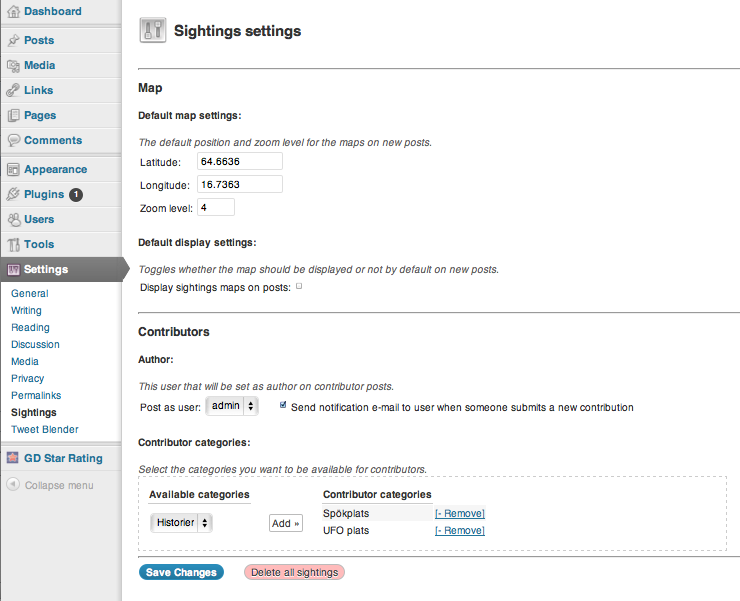 Dashboard
Posts
Media
Links
Pages
Comments
Appearance
Plugins 1
Users
Tools
Settings
General
Writing
Reading
Discussion
Media
Privacy
Permalinks
Sightings
Tweet Blender
GD Star Rating
Collapse menu
Sightings settings
Map
Default map settings:
The default position and zoom level for the maps on new posts.
Latitude: 64.6636
Longitude: 16.7363
Zoom level: 4
Default display settings:
Toggles whether the map should be displayed or not by default on new posts.
Display sightings maps on posts:
Contributors
Author:
This user that will be set as author on contributor posts.
Post as user: admin Send notification e-mail to user when someone submits a new contribution
Contributor categories:
Select the categories you want to be available for contributors.
Available categories
Historier
Add »
Contributor categories
Spökplats [- Remove]
UFO plats [- Remove]
Save Changes Delete all sightings